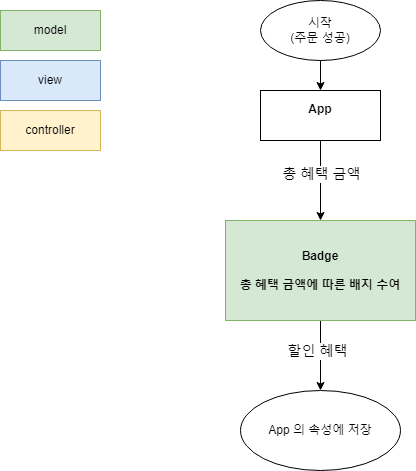 model
view
controller
시작
(주문 성공)
App
총 혜택 금액
Badge
총 혜택 금액에 따른 배지 수여
할인 혜택
App 의 속성에 저장